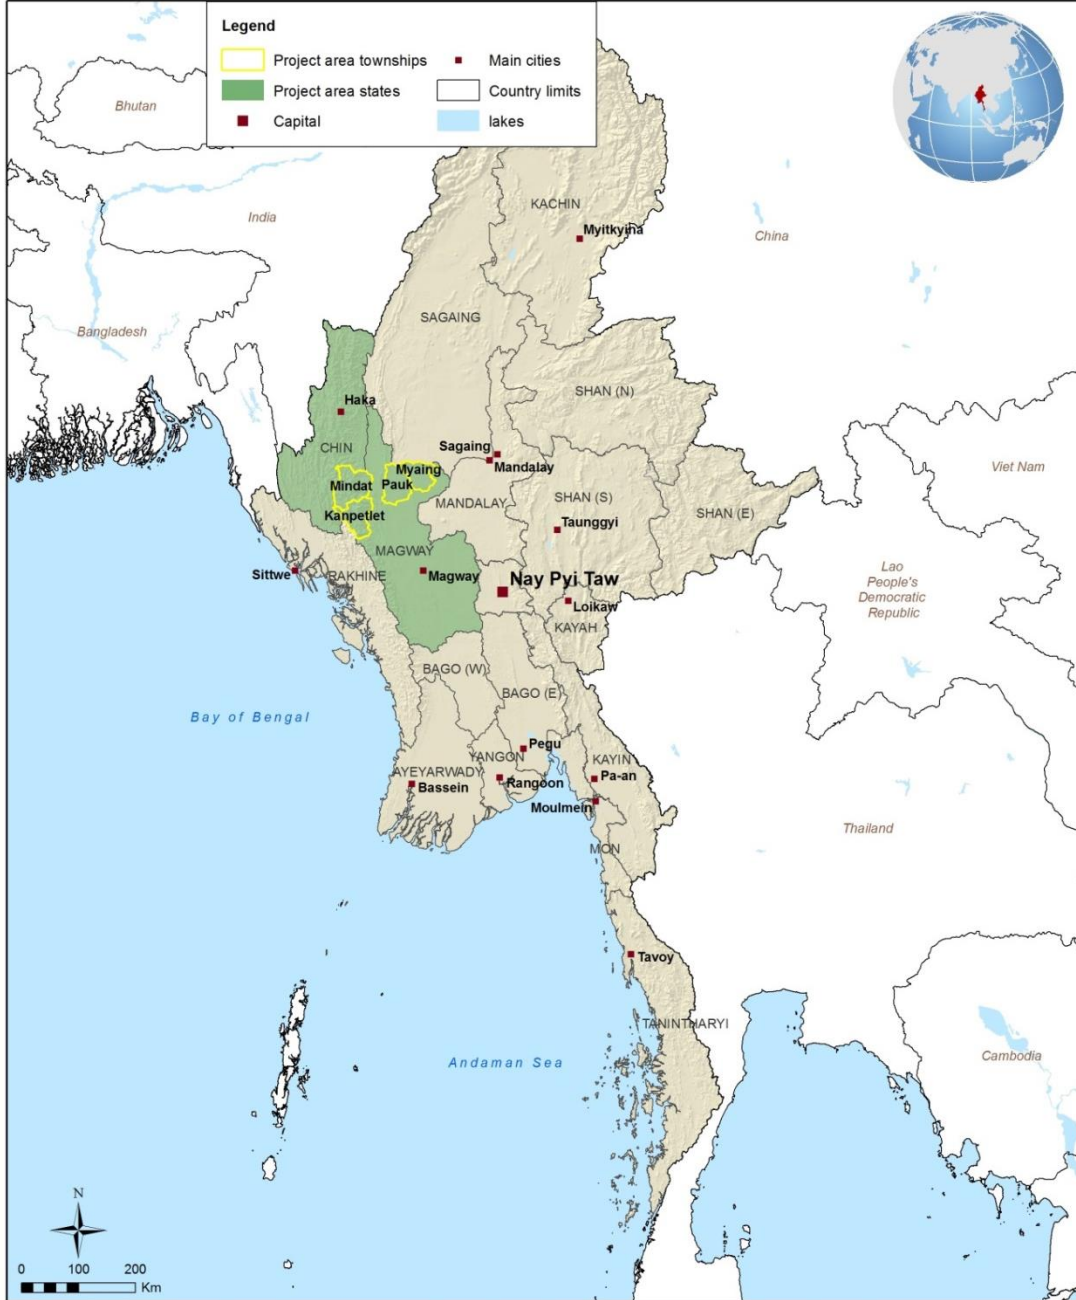 Legend
Project area townships
Main cities
Project area states
Country limits
Capital
lakes
Bhutan
India
China
Bangladesh
KACHIN
Myitkyina
SAGAING
SHAN (N)
Haka
CHIN
Sagaing
Mandalay
Myaing
Mindat
Pauk
Kanpetlet
MANDALAY
SHAN (S)
Taunggyi
SHAN (E)
Viet Nam
MAGWAY
Magway
Sittwe
RAKHINE
Nay Pyi Taw
Loikaw
KAYAH
Lao
People's
Democratic
Republic
BAGO (W)
BAGO (E)
Bay of Bengal
Pegu
YANGON
KAYIN
AYEYARWADY
Bassein
Rangoon
Pa-an
Moulmein
MON
Thailand
Tavoy
TANINTHARYI
Andaman Sea
Cambodia
N
0 100 200
Km